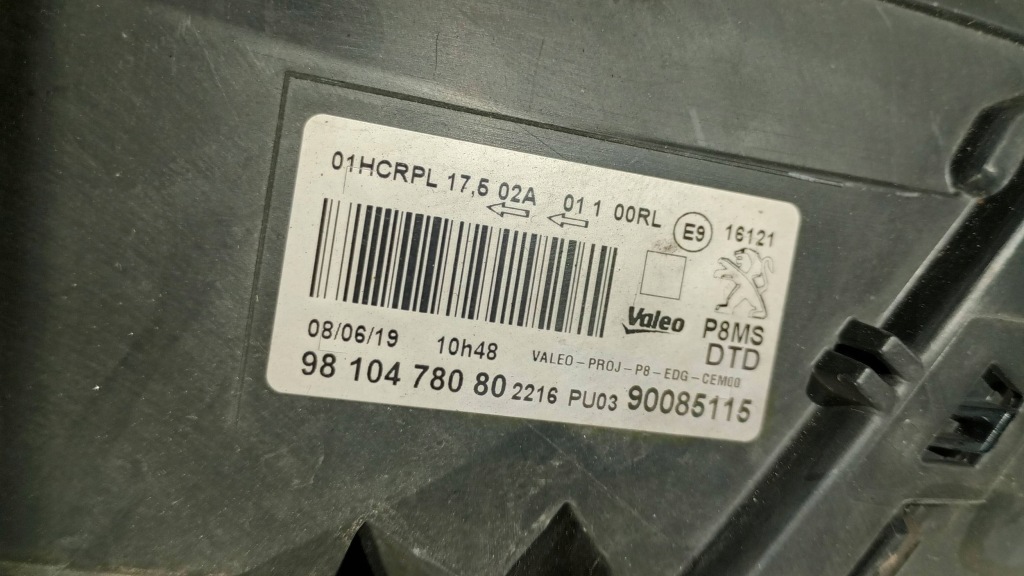 01HCRPL 17,5 02A 01 1 00RL E9 16121
Valeo P8MS
DTD
08/06/19 10h48 VALEO-PROJ-P8-EDG-CEM00
98 104 780 80 2216 PU03 90085115